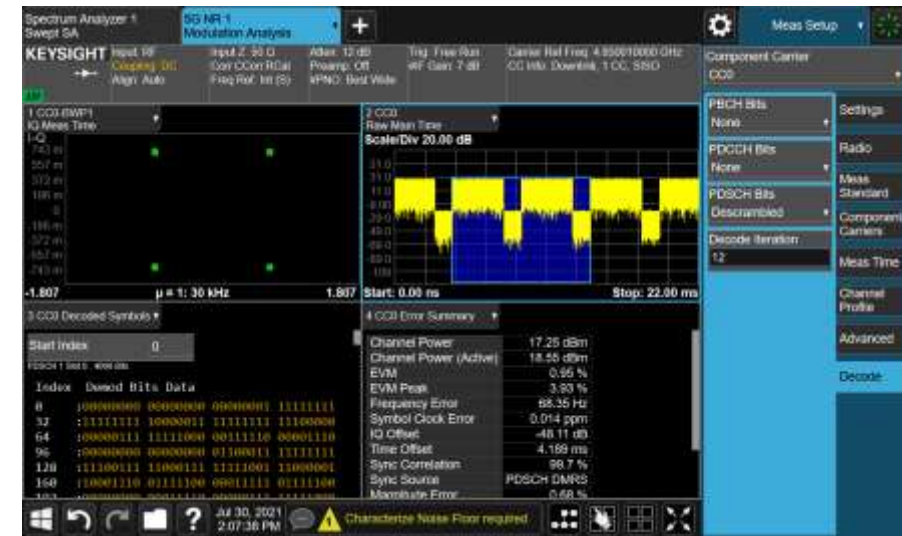 Spectrum Analyzer 1
Swept SA
5G NR 1
Modulation Analysis
Meas Setup
KEYSIGHT
Input: RF
Coupling: DC
Align: Auto
Input Z: 50 Ω
Corr CCorr RCal
Freq Ref: Int (S)
Atten: 12 dB
Preamp: Off
µPNO: Best Wide
Trig: Free Run
#IF Gain: 7 dB
Carrier Ref Freq: 4.950010000 GHz
CC Info: Downlink, 1 CC, SISO
Component Carrier
CC0
PBCH Bits
None
PDCCH Bits
None
PDSCH Bits
Descrambled
Decode Iteration
12
Settings
Radio
Meas
Standard
Component
Carriers
Meas Time
Channel
Profile
Advanced
Decode
1 CC0 BWP1
IQ Meas Time
I-Q
-1.807
µ = 1: 30 kHz
1.807
2 CC0
Raw Main Time
Scale/Div 20.00 dB
Start: 0.00 ns
Stop: 22.00 ms
3 CC0 Decoded Symbols
Start Index
0
Index Demod Bits Data
0 :00000000 00000000 00000001 11111111
32 :11111111 10000011 11111111 11100000
64 :00000111 11111000 00111110 00001110
96
128 :11100111 11000111 11111001 11000001
160 :10001110 01111100
4 CC0 Error Summary
Channel Power 17.25 dBm
Channel Power (Active) 18.55 dBm
EVM 0.95 %
EVM Peak 3.93 %
Frequency Error 68.35 Hz
Symbol Clock Error 0.014 ppm
IQ Offset -48.11 dB
Time Offset 4.169 ms
Sync Correlation 98.7 %
Sync Source PDSCH DMRS
Magnitude Error 0.68 %
Jul 30, 2021
2:07:36 PM
Characterize Noise Floor required